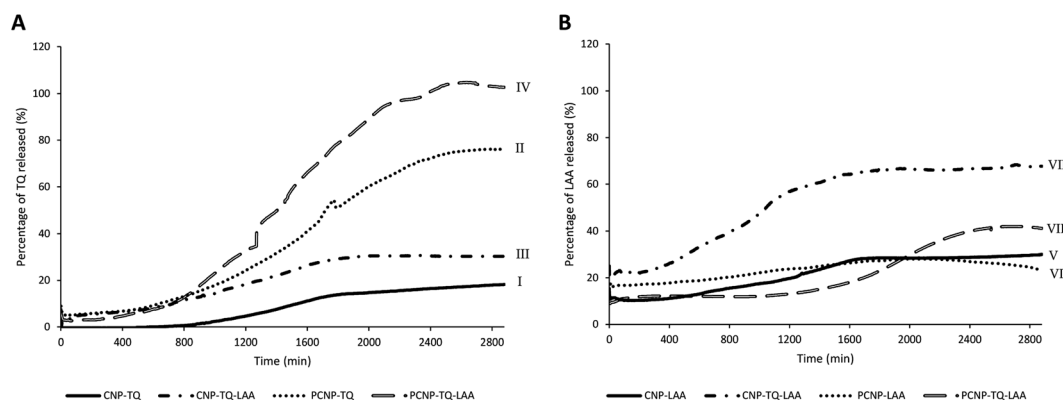 A
120
100
80
60
40
20
0
Percentage of TQ released (%)
0 400 800 1200 1600 2000 2400 2800
Time (min)
IV
II
III
I
CNP-TQ CNP-TQ-LAA PCNP-TQ PCNP-TQ-LAA
B
120
100
80
60
40
20
0
Percentage of LAA released (%)
0 400 800 1200 1600 2000 2400 2800
Time (min)
VII
VII
V
VI
CNP-LAA CNP-TQ-LAA PCNP-LAA PCNP-TQ-LAA